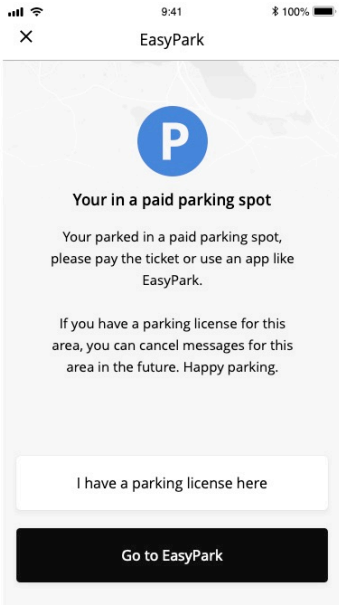 9:41
100%
EasyPark
P
Your in a paid parking spot
Your parked in a paid parking spot,
please pay the ticket or use an app like
EasyPark.
If you have a parking license for this
area, you can cancel messages for this
area in the future. Happy parking.
I have a parking license here
Go to EasyPark